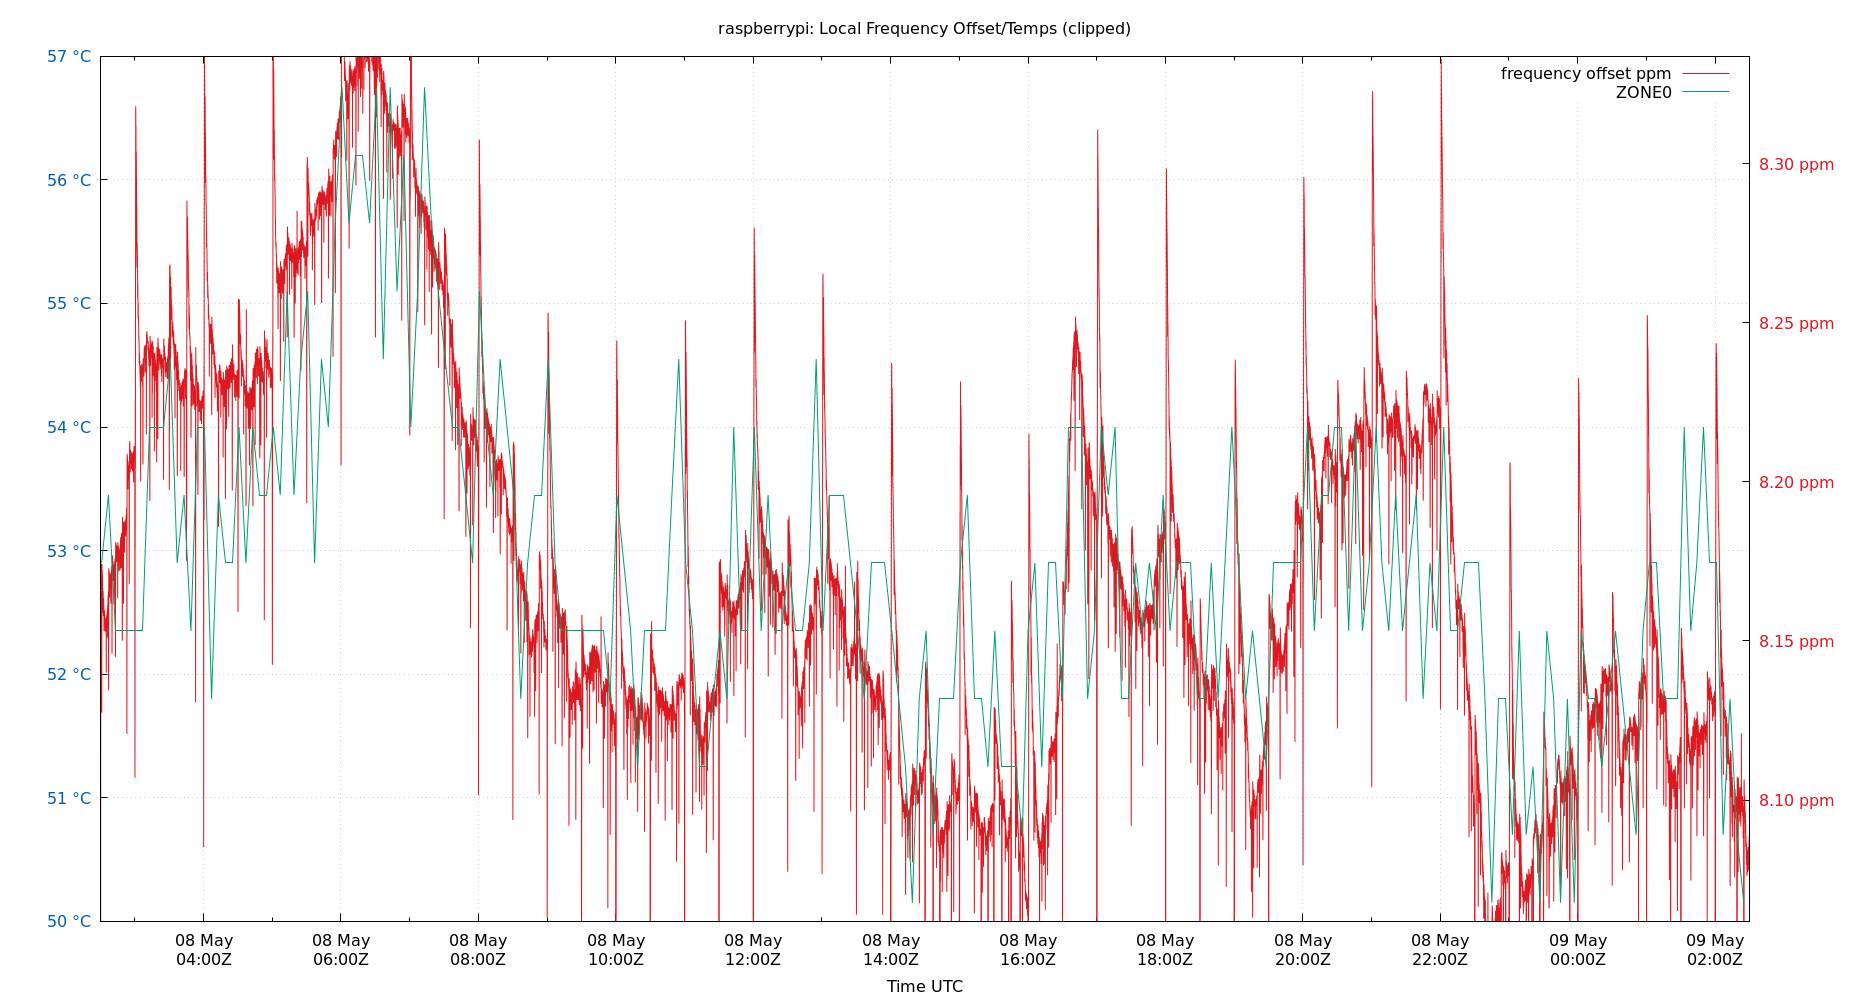 raspberrypi: Local Frequency Offset/Temps (clipped)
frequency offset ppm
ZONE0
57 °C
56 °C
55 °C
54 °C
53 °C
52 °C
51 °C
50 °C
8.30 ppm
8.25 ppm
8.20 ppm
8.15 ppm
8.10 ppm
08 May 08 May 08 May 08 May 08 May 08 May 08 May 08 May 08 May 08 May 09 May 09 May
04:00Z 06:00Z 08:00Z 10:00Z 12:00Z 14:00Z 16:00Z 18:00Z 20:00Z 22:00Z 00:00Z 02:00Z
Time UTC